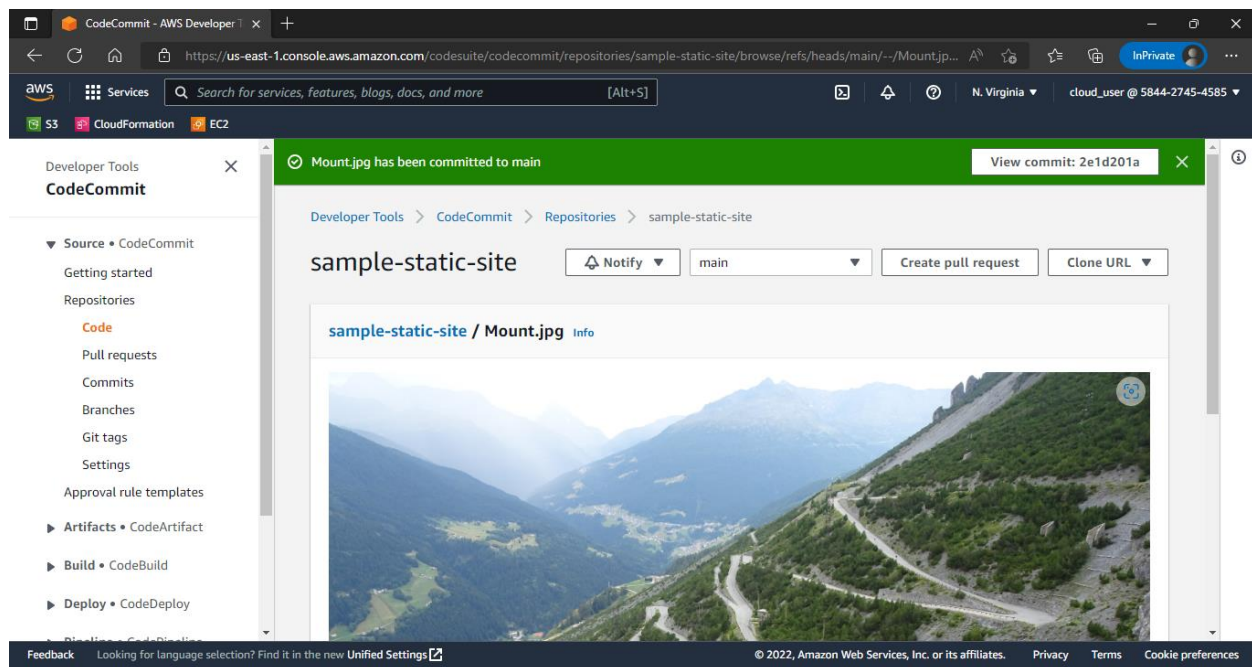 CodeCommit - AWS Developer T
https://us-east-1.console.aws.amazon.com/codesuite/codecommit/repositories/sample-static-site/browse/refs/heads/main/--/Mount.jp...
InPrivate
aws Services Search for services, features, blogs, docs, and more [Alt+S] N. Virginia cloud_user @ 5844-2745-4585
S3 CloudFormation EC2
Developer Tools
CodeCommit
Source • CodeCommit
Getting started
Repositories
Code
Pull requests
Commits
Branches
Git tags
Settings
Approval rule templates
Artifacts • CodeArtifact
Build • CodeBuild
Deploy • CodeDeploy
Pipeline • CodePipeline
Mount.jpg has been committed to main View commit: 2e1d201a
Developer Tools > CodeCommit > Repositories > sample-static-site
sample-static-site Notify main Create pull request Clone URL
sample-static-site / Mount.jpg Info
Feedback Looking for language selection? Find it in the new Unified Settings © 2022, Amazon Web Services, Inc. or its affiliates. Privacy Terms Cookie preferences